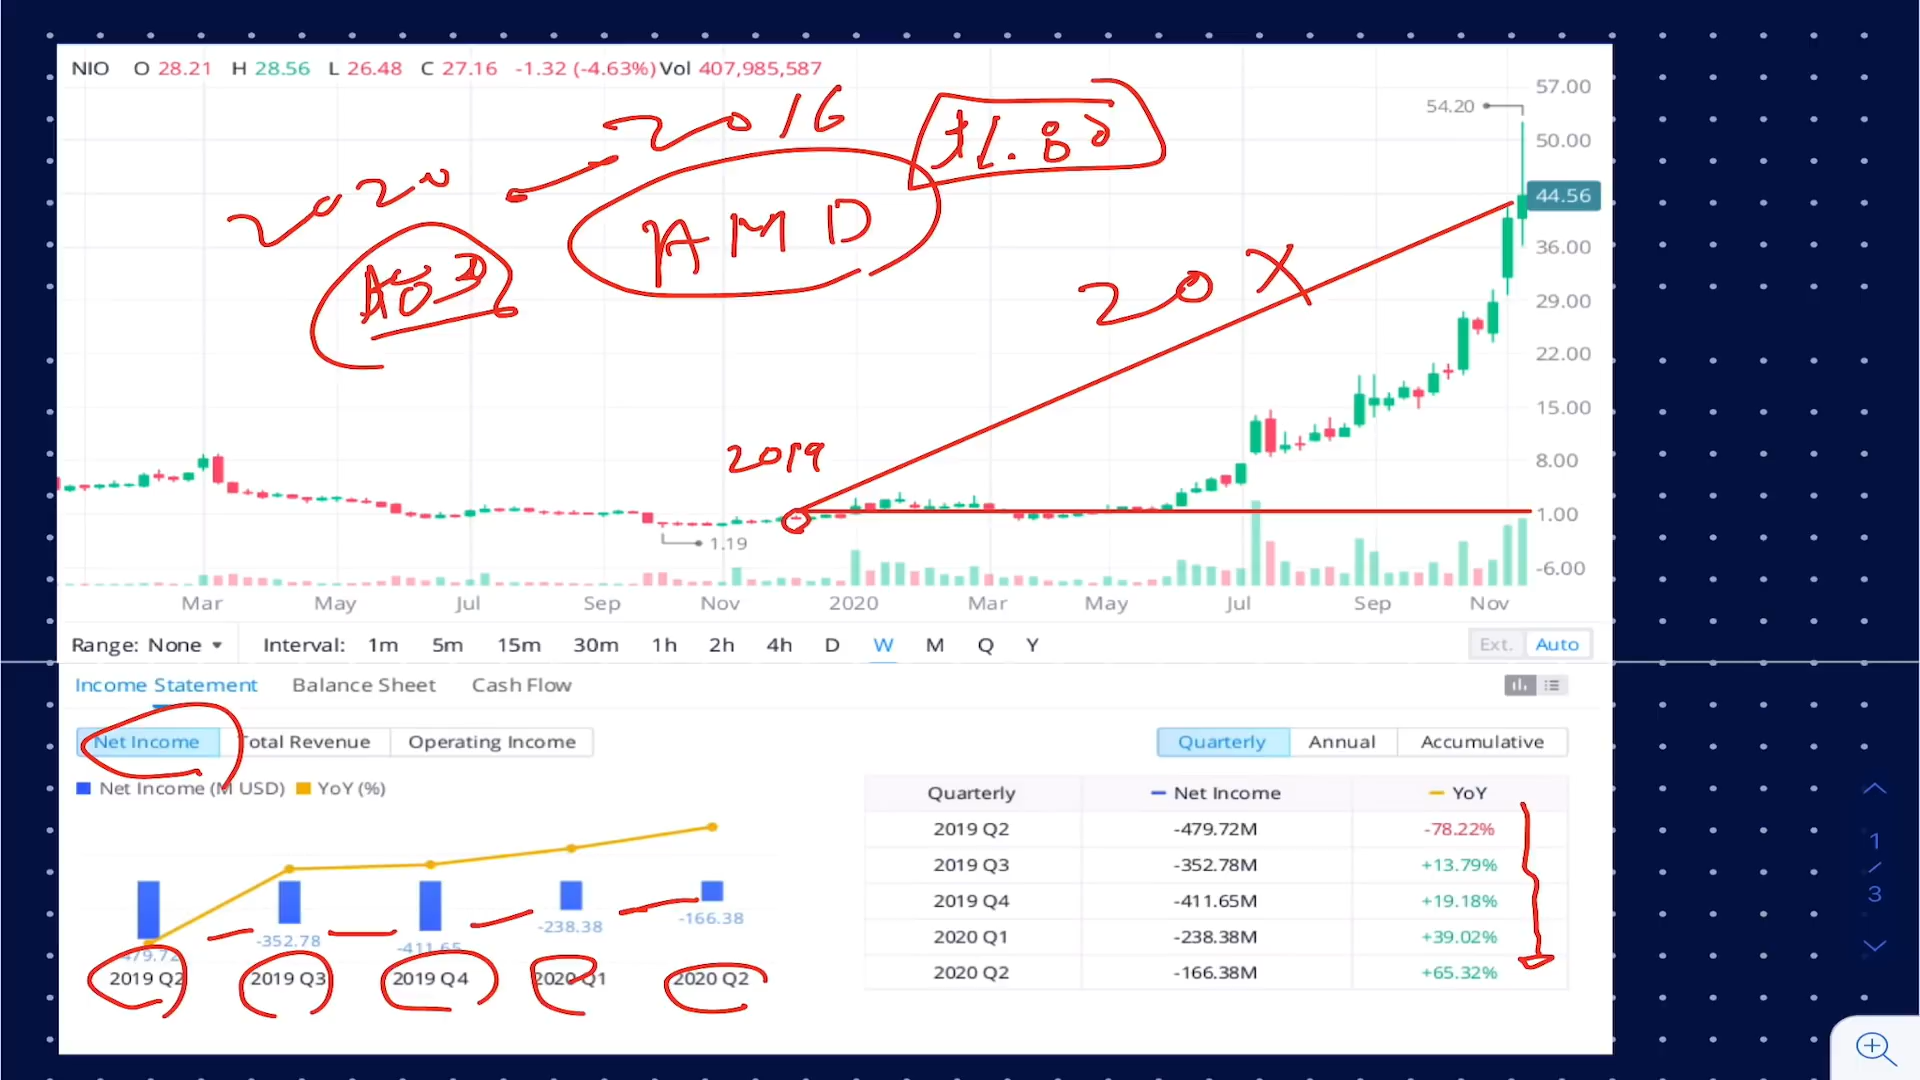 NIO O 28.21 H 28.56 L 26.48 C 27.16 -1.32 (-4.63%) Vol 407,985,587
57.00
54.20
2016
$1.80
50.00
2020
44.56
AMD
36.00
20X
29.00
22.00
15.00
2019
8.00
1.00
1.19
-6.00
Mar May Jul Sep Nov 2020 Mar May Jul Sep Nov
Range: None Interval: 1m 5m 15m 30m 1h 2h 4h D W M Q Y Ext. Auto
Income Statement Balance Sheet Cash Flow
Net Income Total Revenue Operating Income
Quarterly Annual Accumulative
Net Income (M USD) YoY (%)
-479.72 -352.78 -411.65 -238.38 -166.38
2019 Q2 2019 Q3 2019 Q4 2020 Q1 2020 Q2
Quarterly Net Income YoY
2019 Q2 -479.72M -78.22%
2019 Q3 -352.78M +13.79%
2019 Q4 -411.65M +19.18%
2020 Q1 -238.38M +39.02%
2020 Q2 -166.38M +65.32%
1
/
3